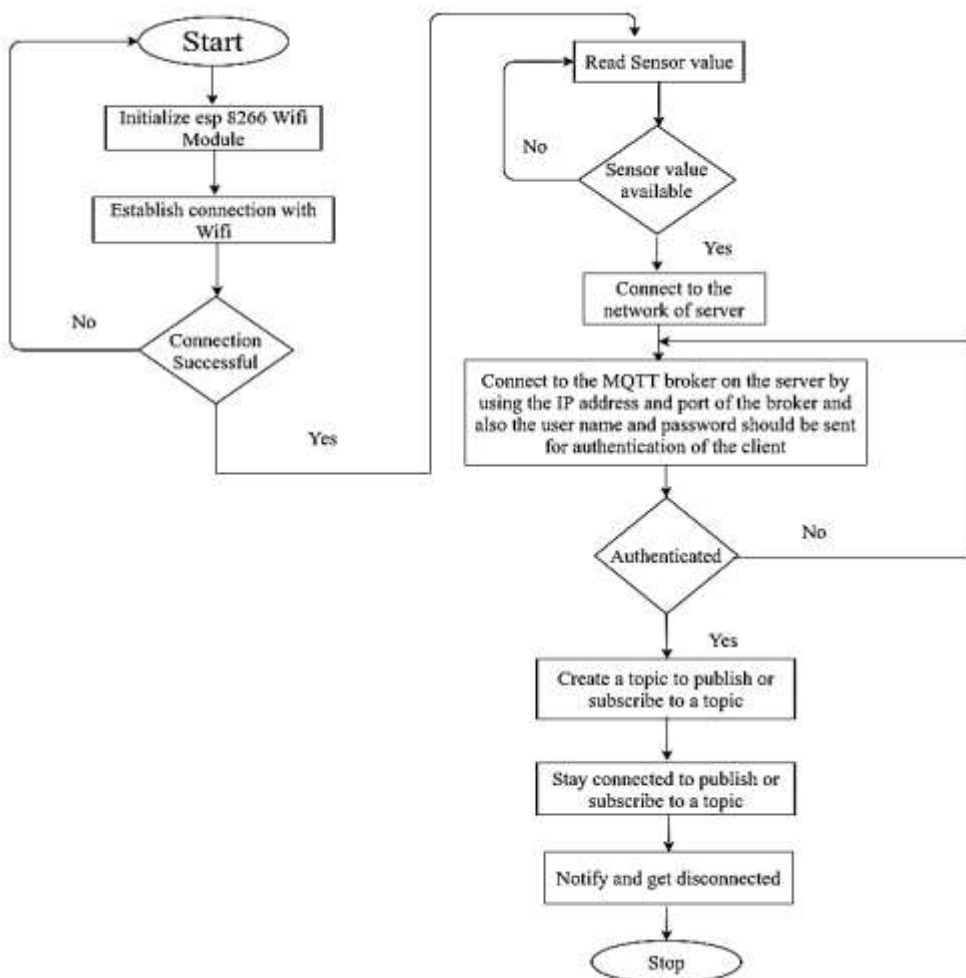 Start
Initialize esp 8266 Wifi
Module
Establish connection with
Wifi
No
Connection
Successful
Yes
Read Sensor value
No
Sensor value
available
Yes
Connect to the
network of server
Connect to the MQTT broker on the server by
using the IP address and port of the broker and
also the user name and password should be sent
for authentication of the client
Authenticated
No
Yes
Create a topic to publish or
subscribe to a topic
Stay connected to publish or
subscribe to a topic
Notify and get disconnected
Stop